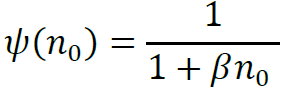 ψ(n₀) = 1 / (1 + βn₀)